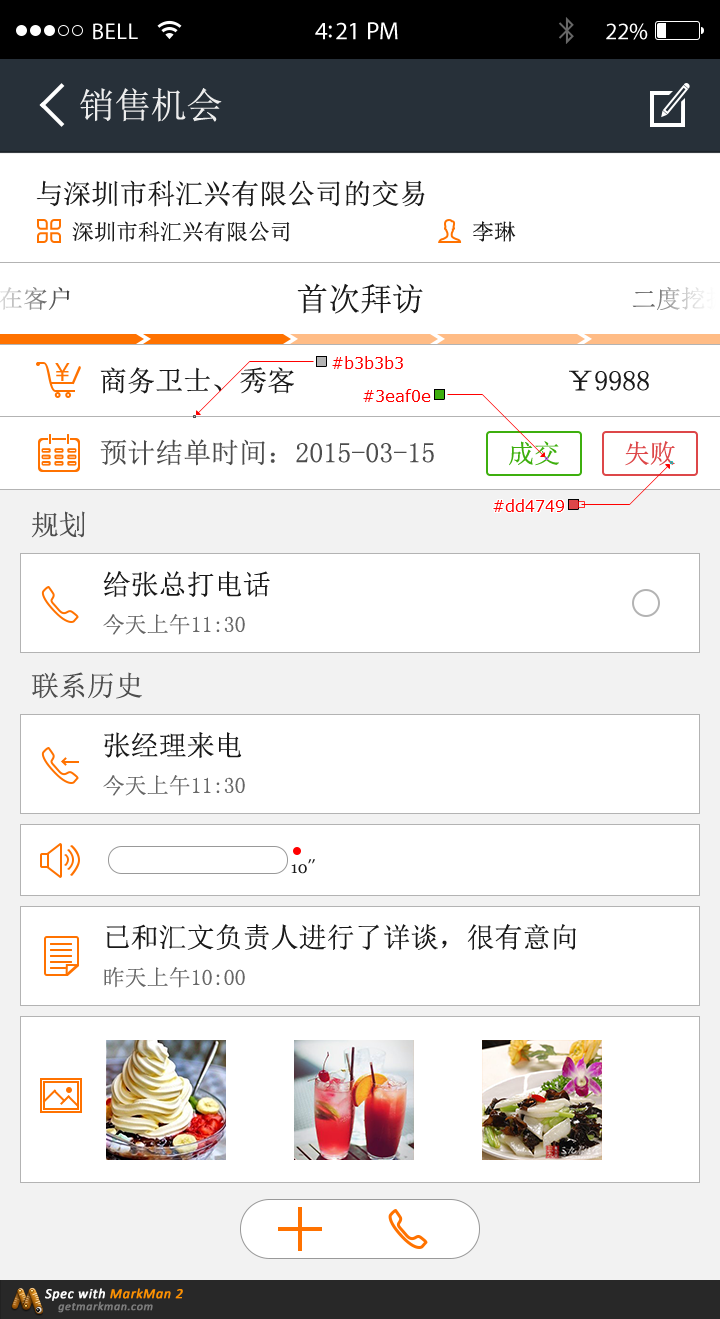 BELL 4:21 PM 22%
销售机会
与深圳市科汇兴有限公司的交易
深圳市科汇兴有限公司 李琳
在客户 首次拜访 二度挖
#b3b3b3
商务卫士、秀客 ￥9988
#3eaf0e
预计结单时间：2015-03-15 成交 失败
#dd4749
规划
给张总打电话
今天上午11:30
联系历史
张经理来电
今天上午11:30
10″
已和汇文负责人进行了详谈，很有意向
昨天上午10:00
Spec with MarkMan 2
getmarkman.com